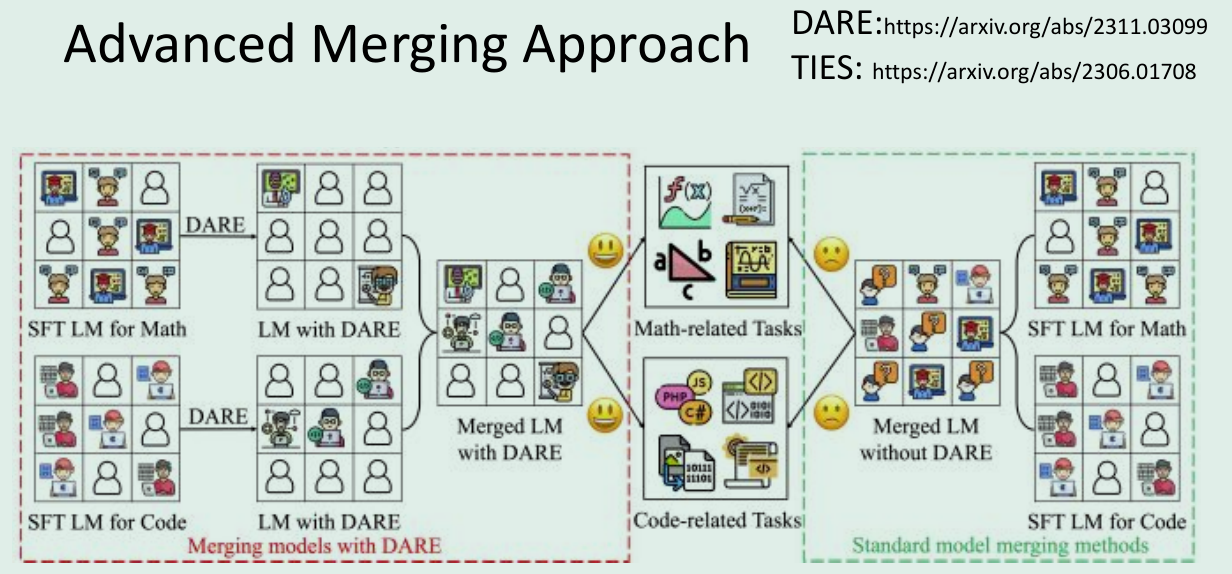 Advanced Merging Approach
DARE:https://arxiv.org/abs/2311.03099
TIES: https://arxiv.org/abs/2306.01708
DARE
SFT LM for Math
LM with DARE
DARE
SFT LM for Code
LM with DARE
Merged LM
with DARE
Merging models with DARE
f(x)
√x
(x+y)=
a
b
c
Math-related Tasks
JS
PHP
C#
</>
</>
10111
11101
</>
Code-related Tasks
Merged LM
without DARE
SFT LM for Math
SFT LM for Code
Standard model merging methods